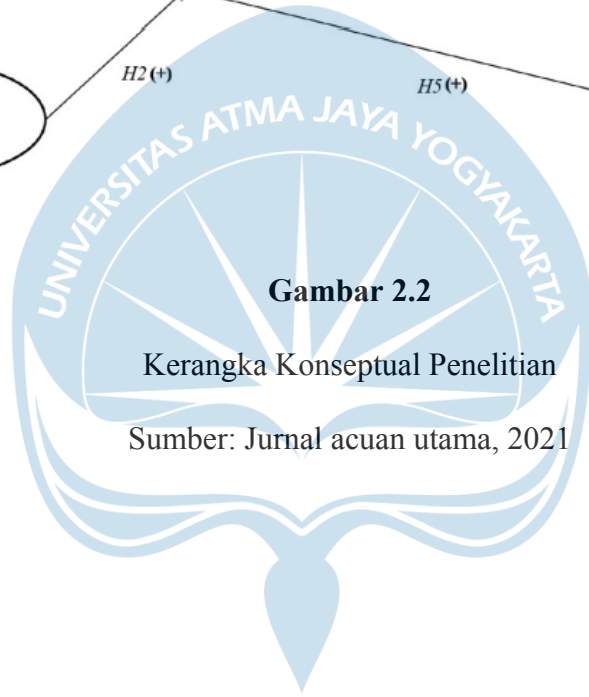 H2 (+)
H5 (+)
UNIVERSITAS ATMA JAYA YOGYAKARTA
Gambar 2.2
Kerangka Konseptual Penelitian
Sumber: Jurnal acuan utama, 2021